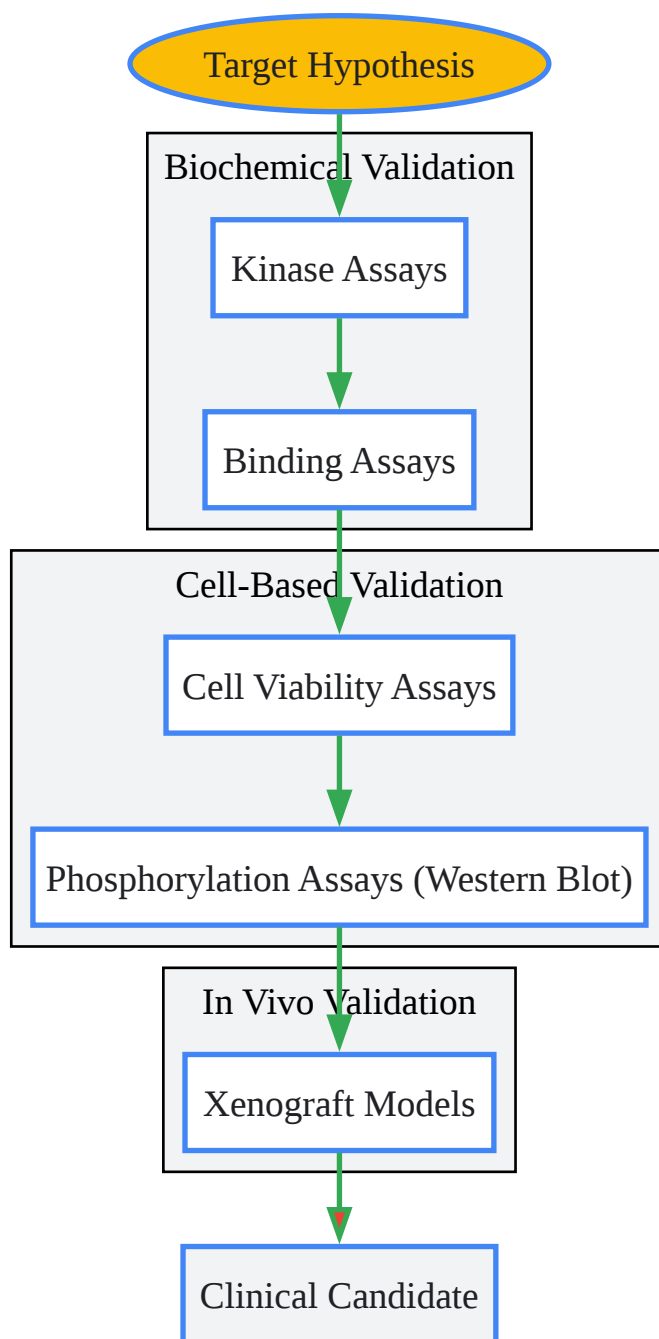 Target Hypothesis
Biochemical Validation
Kinase Assays
Binding Assays
Cell-Based Validation
Cell Viability Assays
Phosphorylation Assays (Western Blot)
In Vivo Validation
Xenograft Models
Clinical Candidate